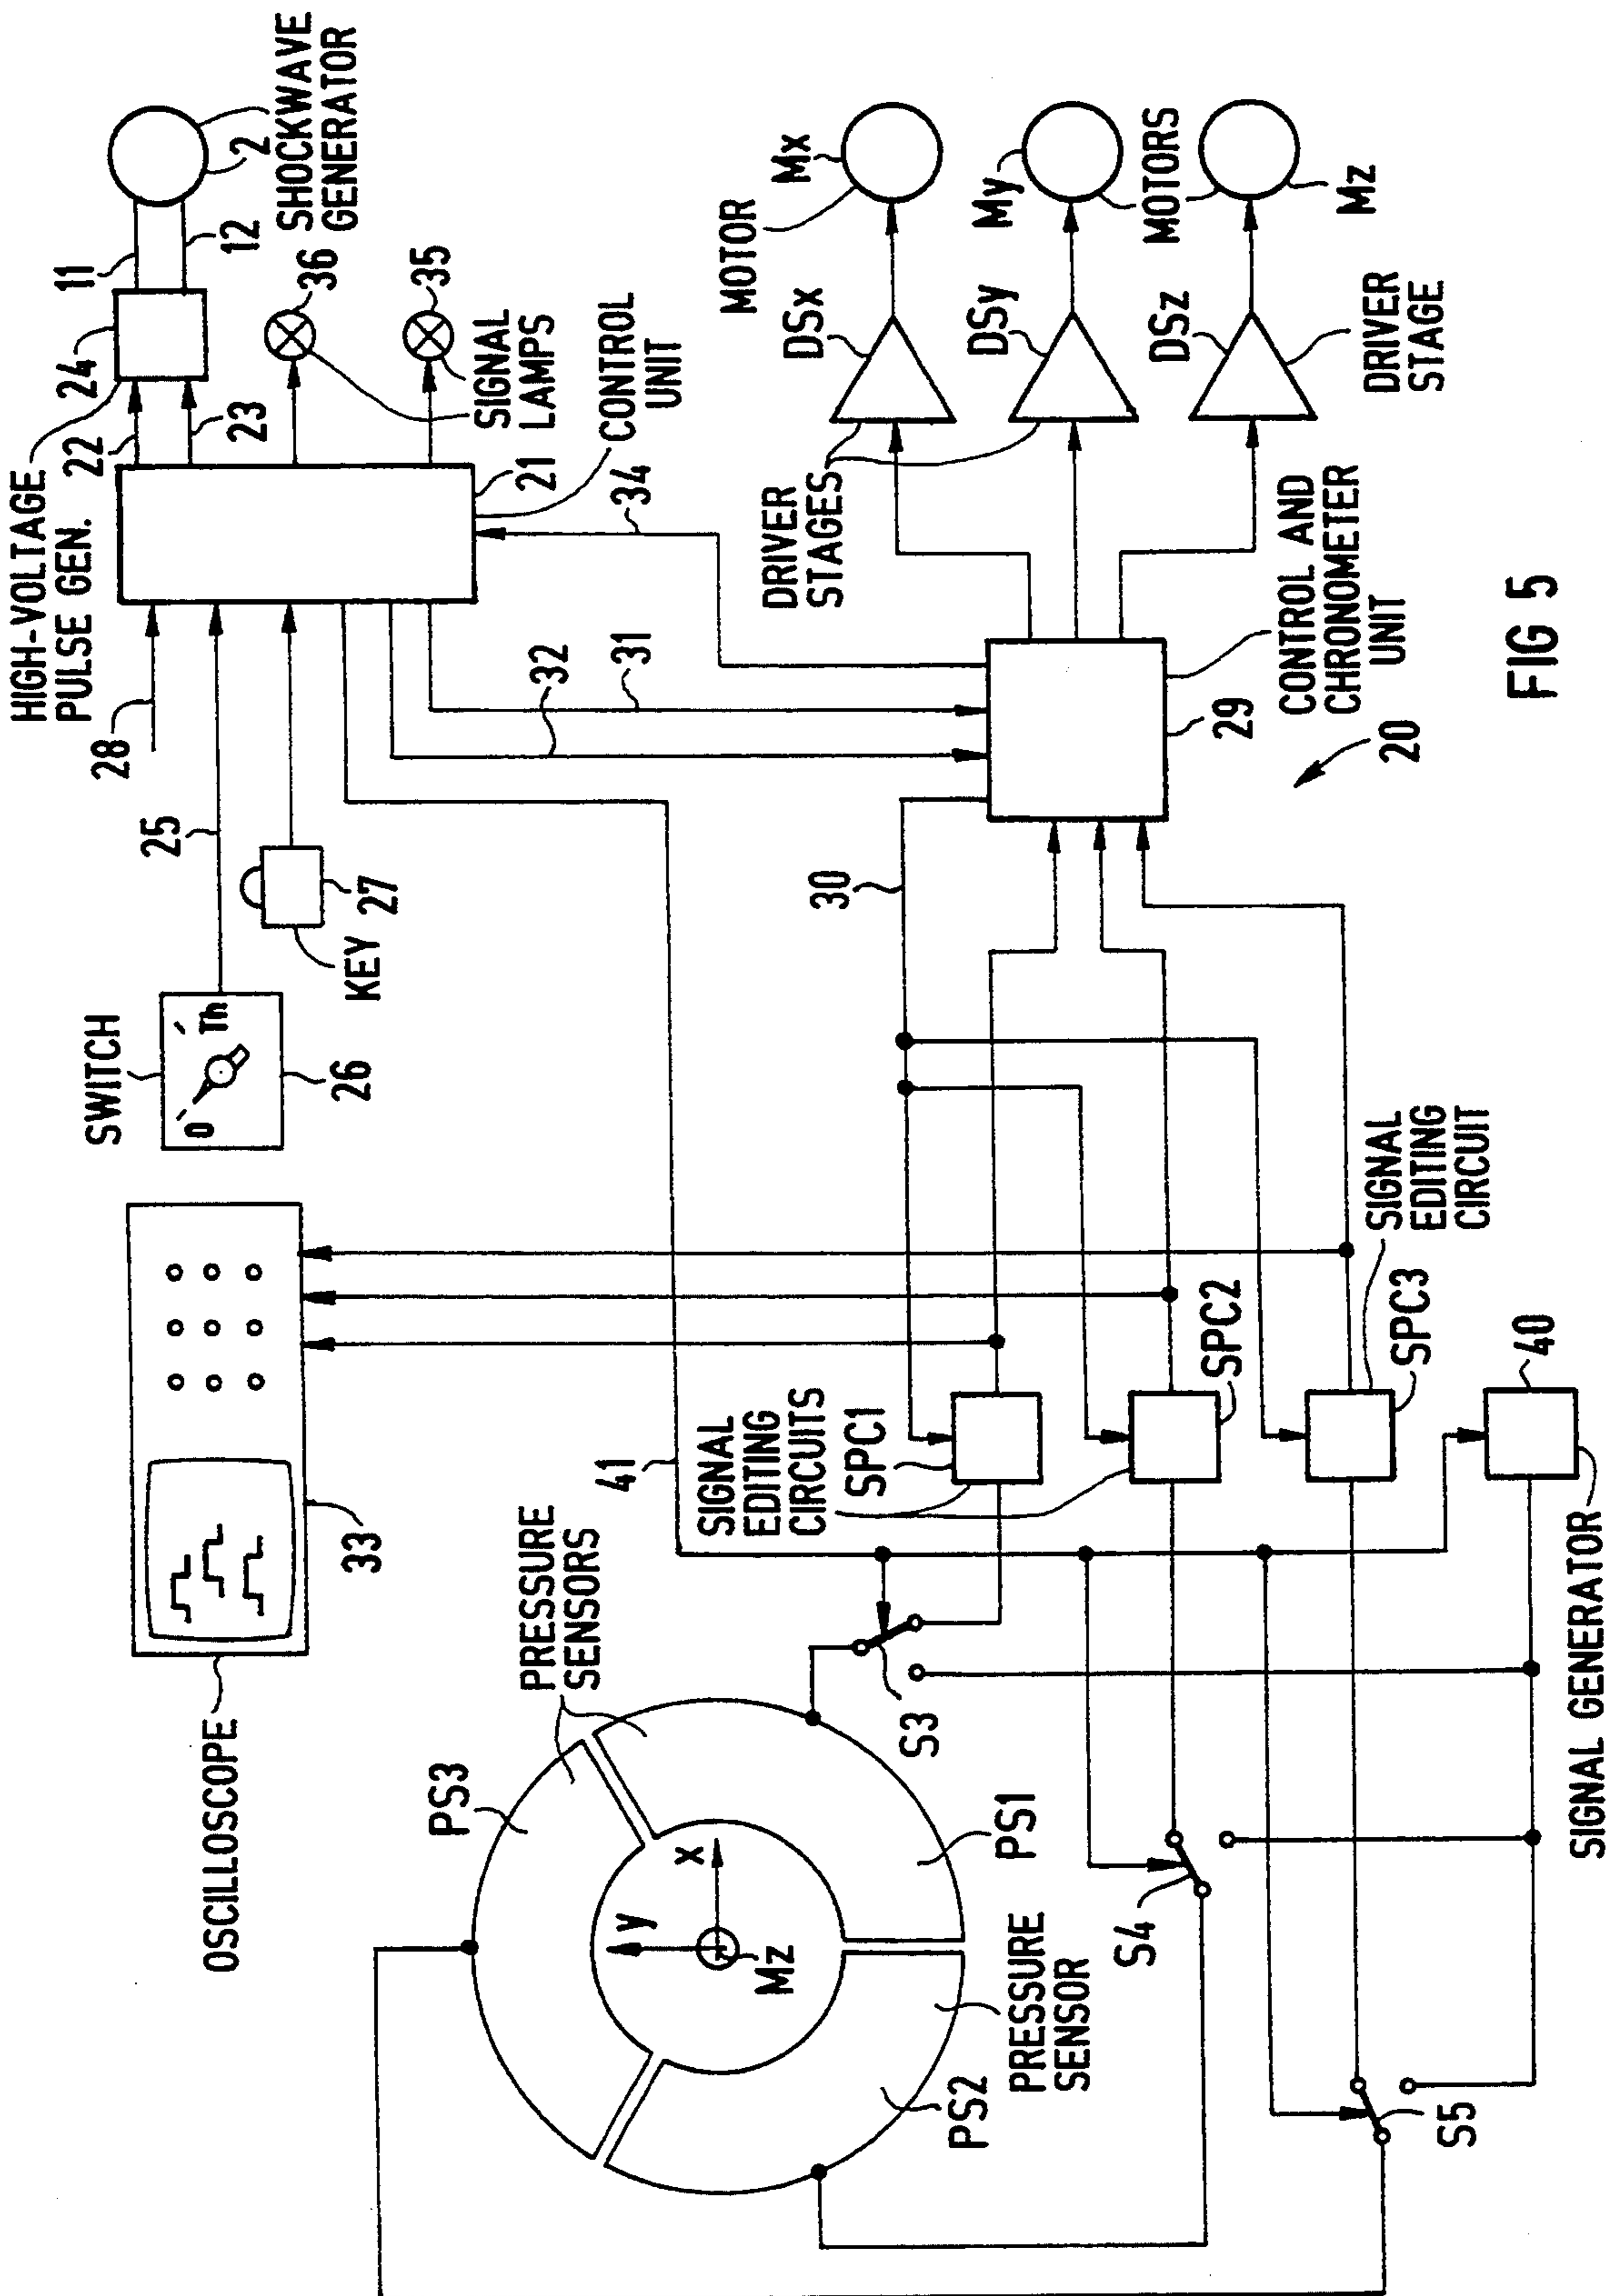 HIGH-VOLTAGE
PULSE GEN.
22
24
11
2
SHOCKWAVE
GENERATOR
12
23
36
35
SIGNAL
LAMPS
21
CONTROL
UNIT
34
28
25
SWITCH
O
Th
26
KEY
27
32
31
OSCILOSCOPE
33
41
30
PRESSURE
SENSORS
PS3
PS1
PS2
PRESSURE
SENSOR
y
x
Mz
S3
S4
S5
SIGNAL
EDITING
CIRCUITS
SPC1
SPC2
SPC3
SIGNAL
EDITING
CIRCUIT
40
SIGNAL GENERATOR
29
CONTROL AND
CHRONOMETER
UNIT
20
DRIVER
STAGES
DSx
DSy
DSz
DRIVER
STAGE
MOTOR
Mx
My
MOTORS
Mz
FIG 5